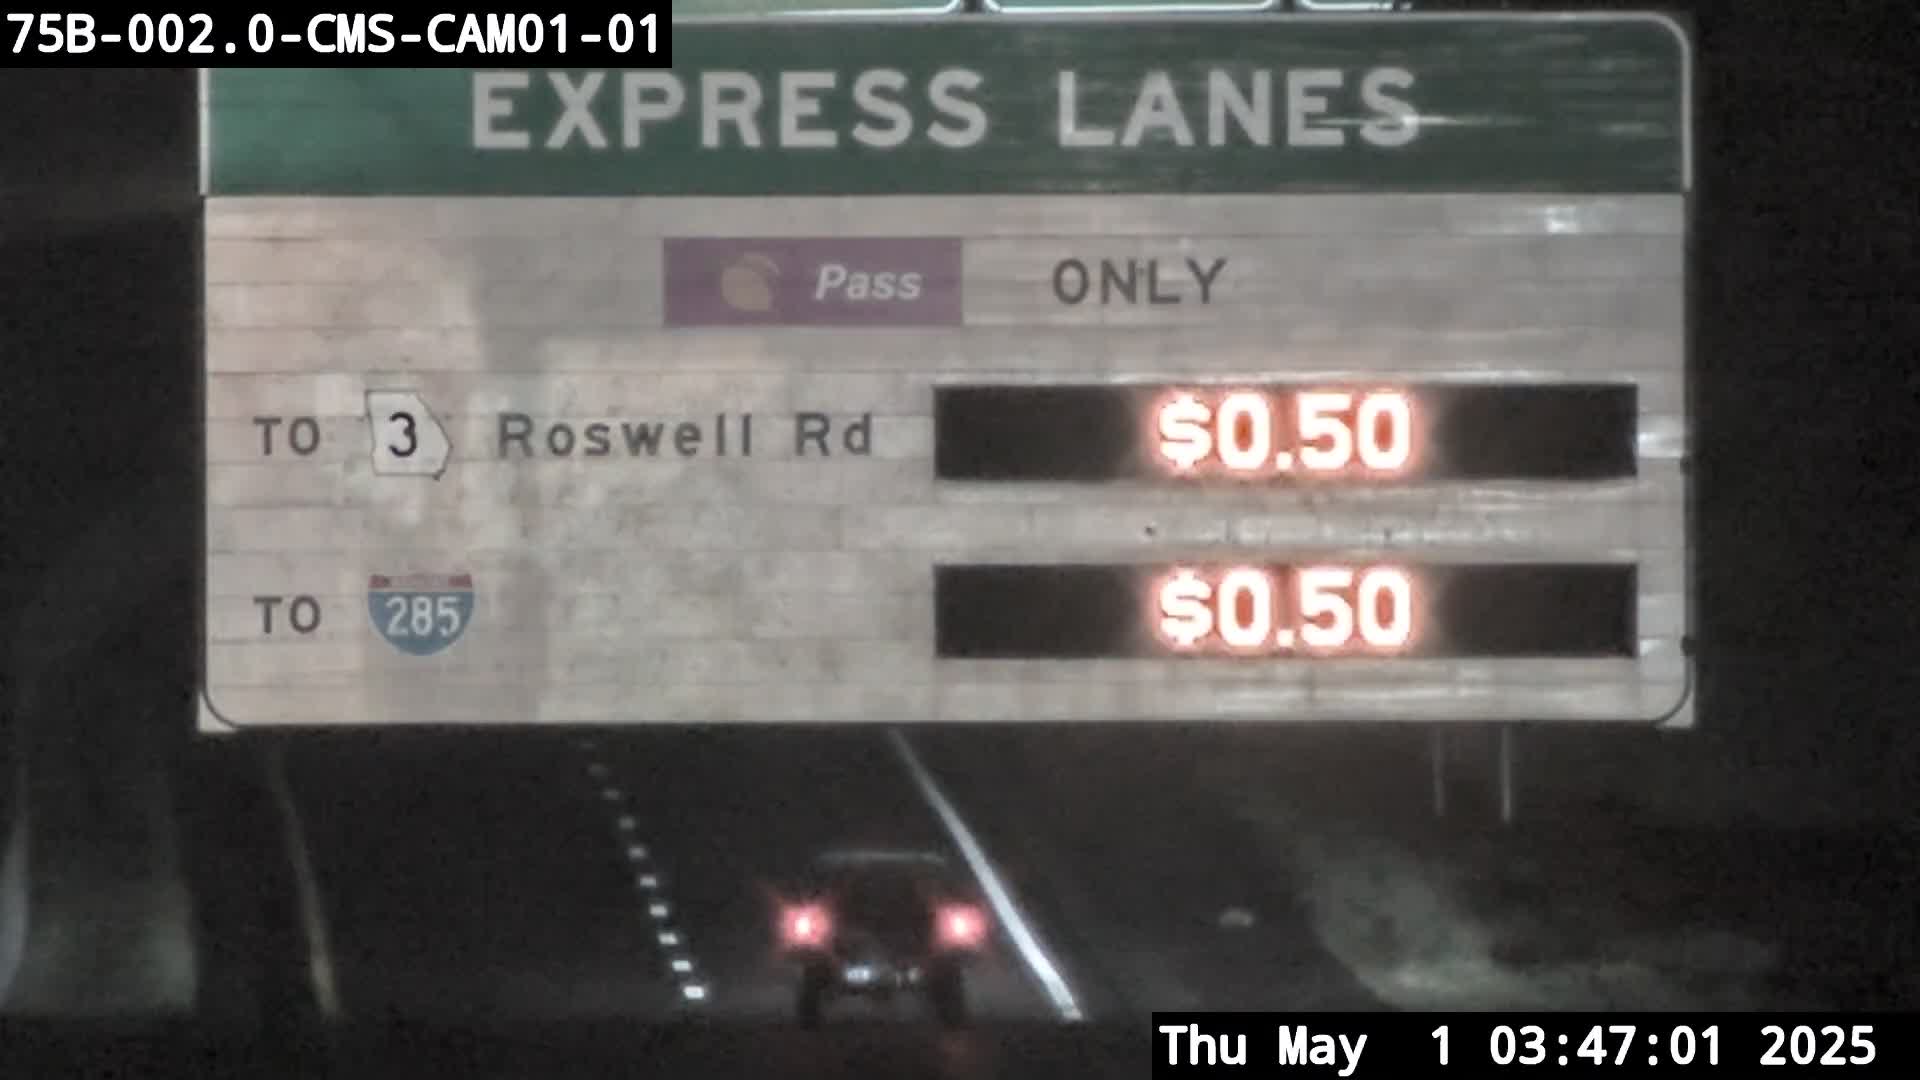 75B-002.0-CMS-CAM01-01
EXPRESS LANES
Pass ONLY
TO 3 Roswell Rd $0.50
TO 285 $0.50
Thu May 1 03:47:01 2025